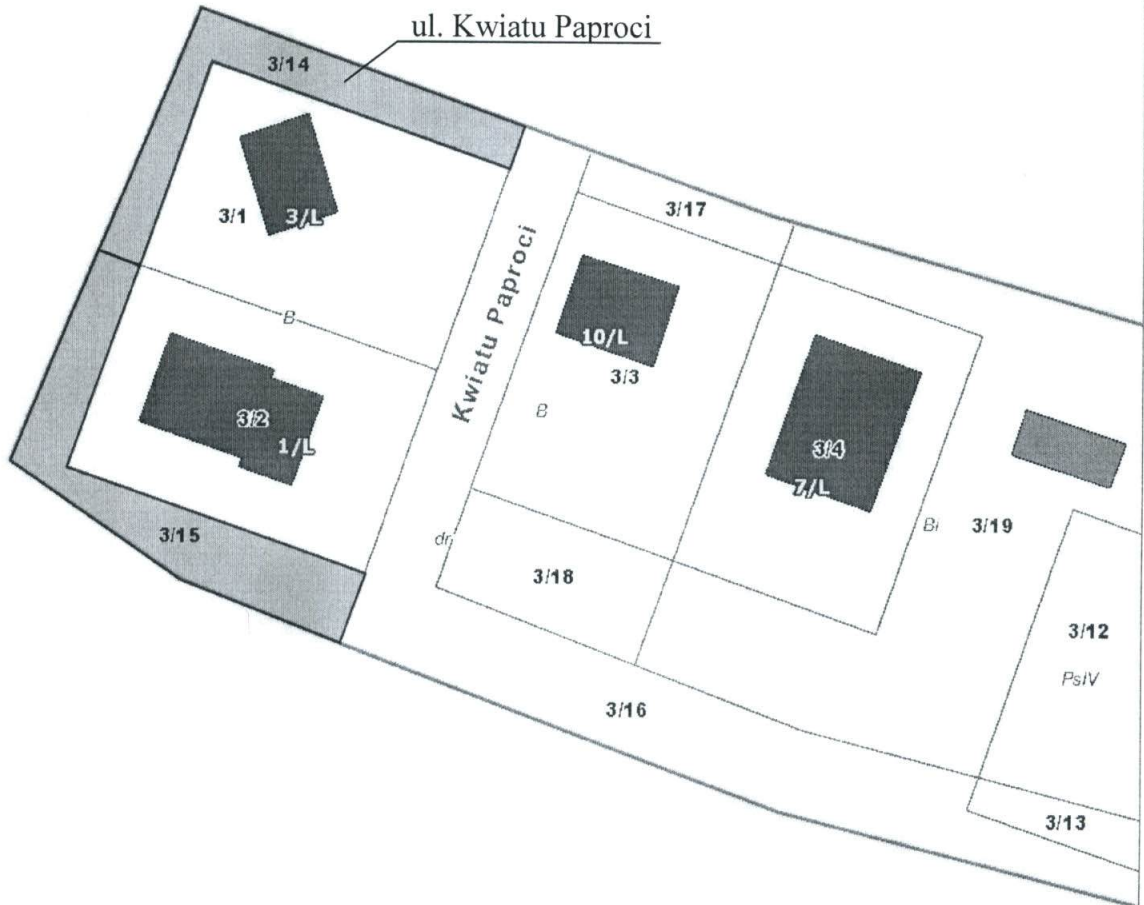 ul. Kwiatu Paproci
3/14
3/17
3/1
3/L
Kwiatu Paproci
B
10/L
3/3
3/2
1/L
B
3/4
7/L
Bi
3/19
3/15
dr
3/18
3/12
PsIV
3/16
3/13